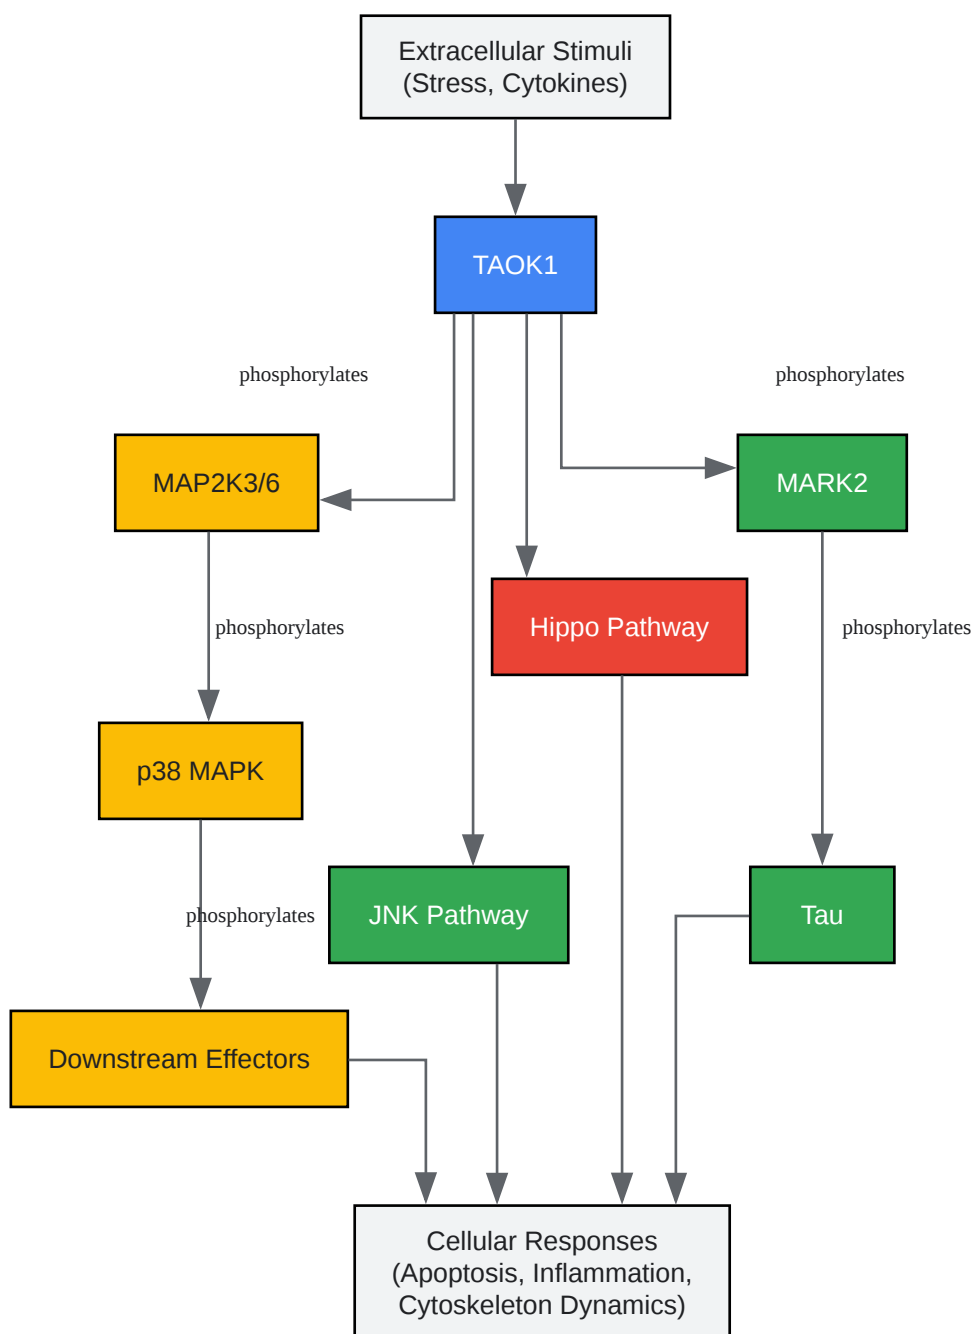 Extracellular Stimuli
(Stress, Cytokines)
TAOK1
phosphorylates
phosphorylates
MAP2K3/6
MARK2
Hippo Pathway
phosphorylates
phosphorylates
p38 MAPK
phosphorylates
JNK Pathway
Tau
Downstream Effectors
Cellular Responses
(Apoptosis, Inflammation,
Cytoskeleton Dynamics)